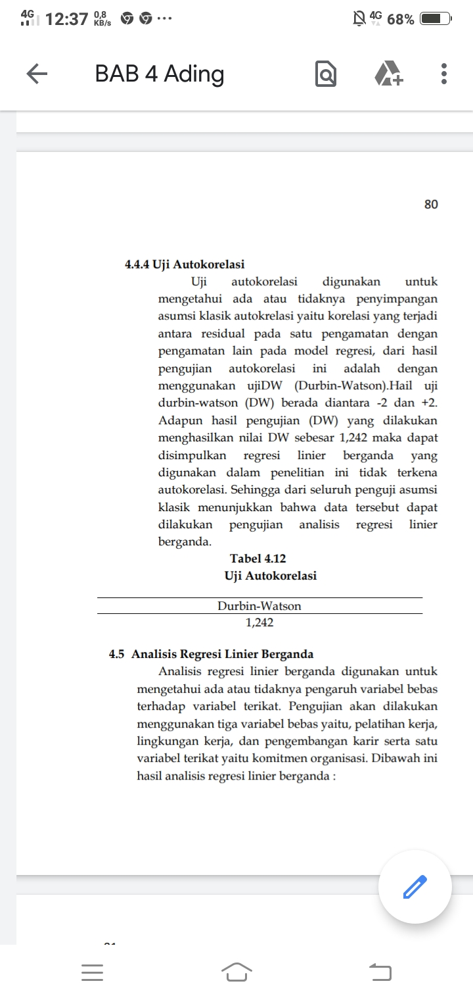 4G 12:37 0,8 KB/s ... 4G 68%
BAB 4 Ading
80
4.4.4 Uji Autokorelasi
Uji autokorelasi digunakan untuk
mengetahui ada atau tidaknya penyimpangan
asumsi klasik autokrelasi yaitu korelasi yang terjadi
antara residual pada satu pengamatan dengan
pengamatan lain pada model regresi, dari hasil
pengujian autokorelasi ini adalah dengan
menggunakan ujiDW (Durbin-Watson).Hail uji
durbin-watson (DW) berada diantara -2 dan +2.
Adapun hasil pengujian (DW) yang dilakukan
menghasilkan nilai DW sebesar 1,242 maka dapat
disimpulkan regresi linier berganda yang
digunakan dalam penelitian ini tidak terkena
autokorelasi. Sehingga dari seluruh penguji asumsi
klasik menunjukkan bahwa data tersebut dapat
dilakukan pengujian analisis regresi linier
berganda.
Tabel 4.12
Uji Autokorelasi
Durbin-Watson
1,242
4.5 Analisis Regresi Linier Berganda
Analisis regresi linier berganda digunakan untuk
mengetahui ada atau tidaknya pengaruh variabel bebas
terhadap variabel terikat. Pengujian akan dilakukan
menggunakan tiga variabel bebas yaitu, pelatihan kerja,
lingkungan kerja, dan pengembangan karir serta satu
variabel terikat yaitu komitmen organisasi. Dibawah ini
hasil analisis regresi linier berganda :